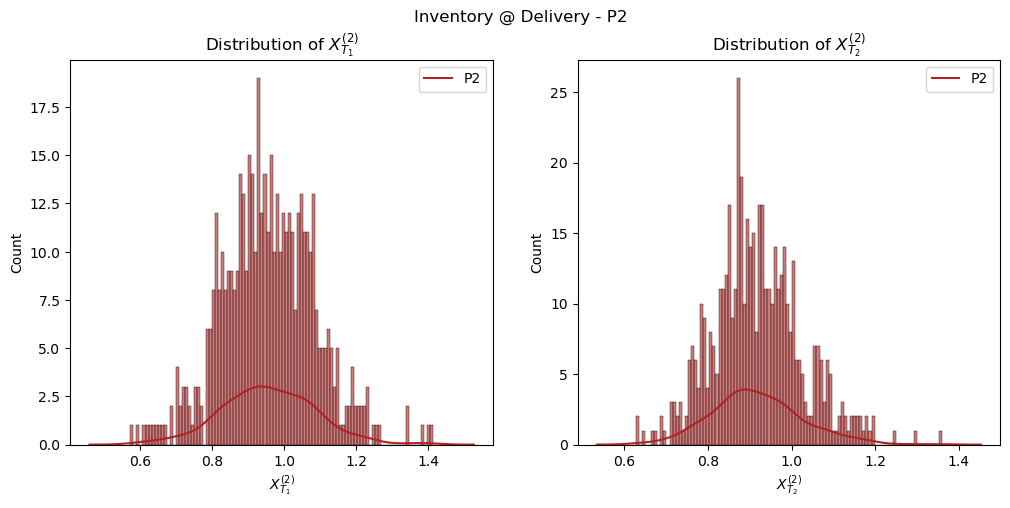 Inventory @ Delivery - P2
Distribution of $X_{T_1}^{(2)}$
P2
17.5
15.0
12.5
10.0
7.5
5.0
2.5
0.0
Count
0.6 0.8 1.0 1.2 1.4
$X_{T_1}^{(2)}$
Distribution of $X_{T_2}^{(2)}$
P2
25
20
15
10
5
0
Count
0.6 0.8 1.0 1.2 1.4
$X_{T_2}^{(2)}$